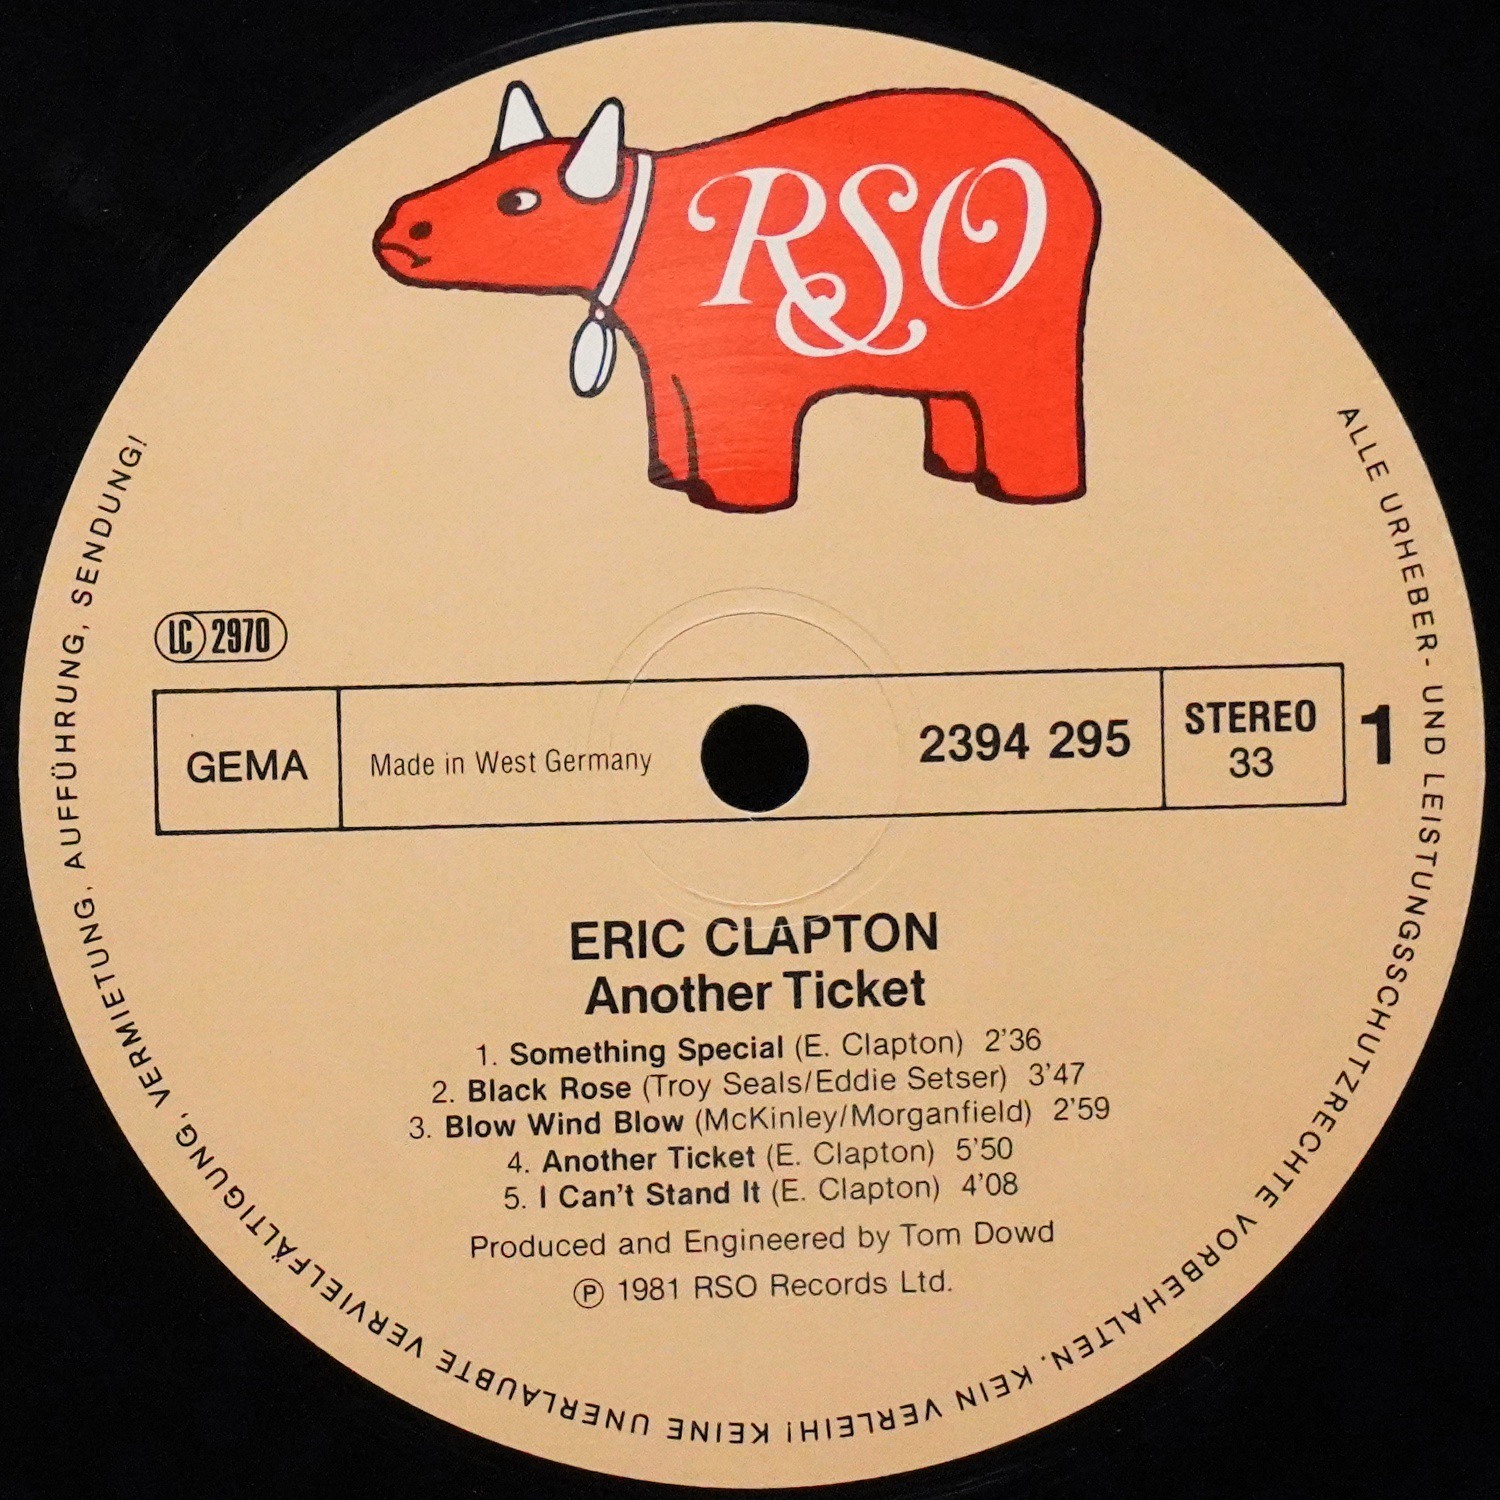 RSO
LC 2970
GEMA
Made in West Germany
2394 295
STEREO
33
1
ERIC CLAPTON
Another Ticket
1. Something Special (E. Clapton) 2'36
2. Black Rose (Troy Seals/Eddie Setser) 3'47
3. Blow Wind Blow (McKinley/Morganfield) 2'59
4. Another Ticket (E. Clapton) 5'50
5. I Can't Stand It (E. Clapton) 4'08
Produced and Engineered by Tom Dowd
Ⓟ 1981 RSO Records Ltd.
ALLE URHEBER- UND LEISTUNGSSCHUTZRECHTE VORBEHALTEN. KEIN VERLEIH! KEINE UNERLAUBTE VERVIELFÄLTIGUNG, VERMIETUNG, AUFFÜHRUNG, SENDUNG!